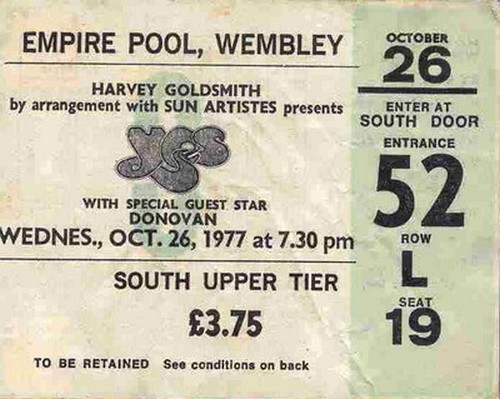 EMPIRE POOL, WEMBLEY
HARVEY GOLDSMITH
by arrangement with SUN ARTISTES presents
yes
WITH SPECIAL GUEST STAR
DONOVAN
WEDNES., OCT. 26, 1977 at 7.30 pm
SOUTH UPPER TIER
£3.75
TO BE RETAINED See conditions on back
OCTOBER
26
ENTER AT
SOUTH DOOR
ENTRANCE
52
ROW
L
SEAT
19